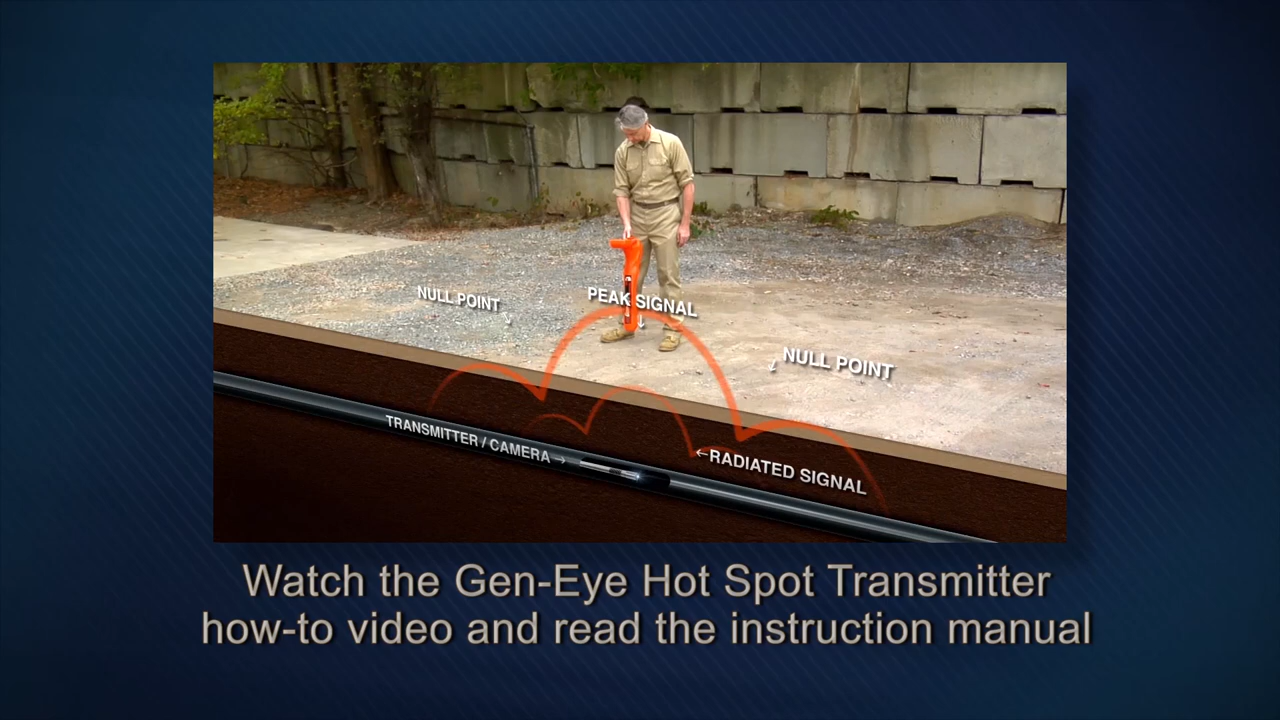 NULL POINT
PEAK SIGNAL
NULL POINT
TRANSMITTER / CAMERA →
←RADIATED SIGNAL
Watch the Gen-Eye Hot Spot Transmitter
how-to video and read the instruction manual